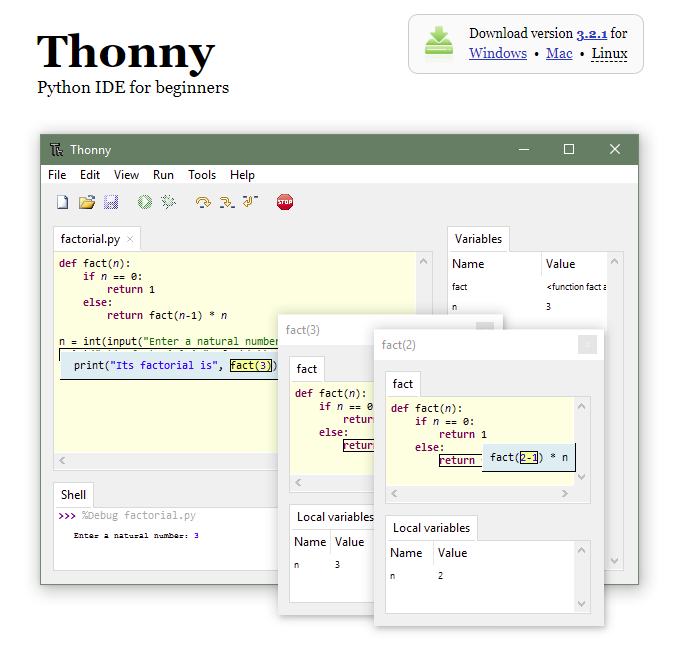 Thonny
Python IDE for beginners
Download version 3.2.1 for
Windows • Mac • Linux
Thonny
File Edit View Run Tools Help
STOP
factorial.py
def fact(n):
if n == 0:
return 1
else:
return fact(n-1) * n
n = int(input("Enter a natural number
print("Its factorial is", fact(3))
Shell
>>> %Debug factorial.py
Enter a natural number: 3
Variables
Name Value
fact <function fact a
n 3
fact(3)
fact
def fact(n):
if n == 0
retur
else:
retur
Local variables
Name Value
n 3
fact(2)
fact
def fact(n):
if n == 0:
return 1
else:
return
fact(2-1) * n
Local variables
Name Value
n 2